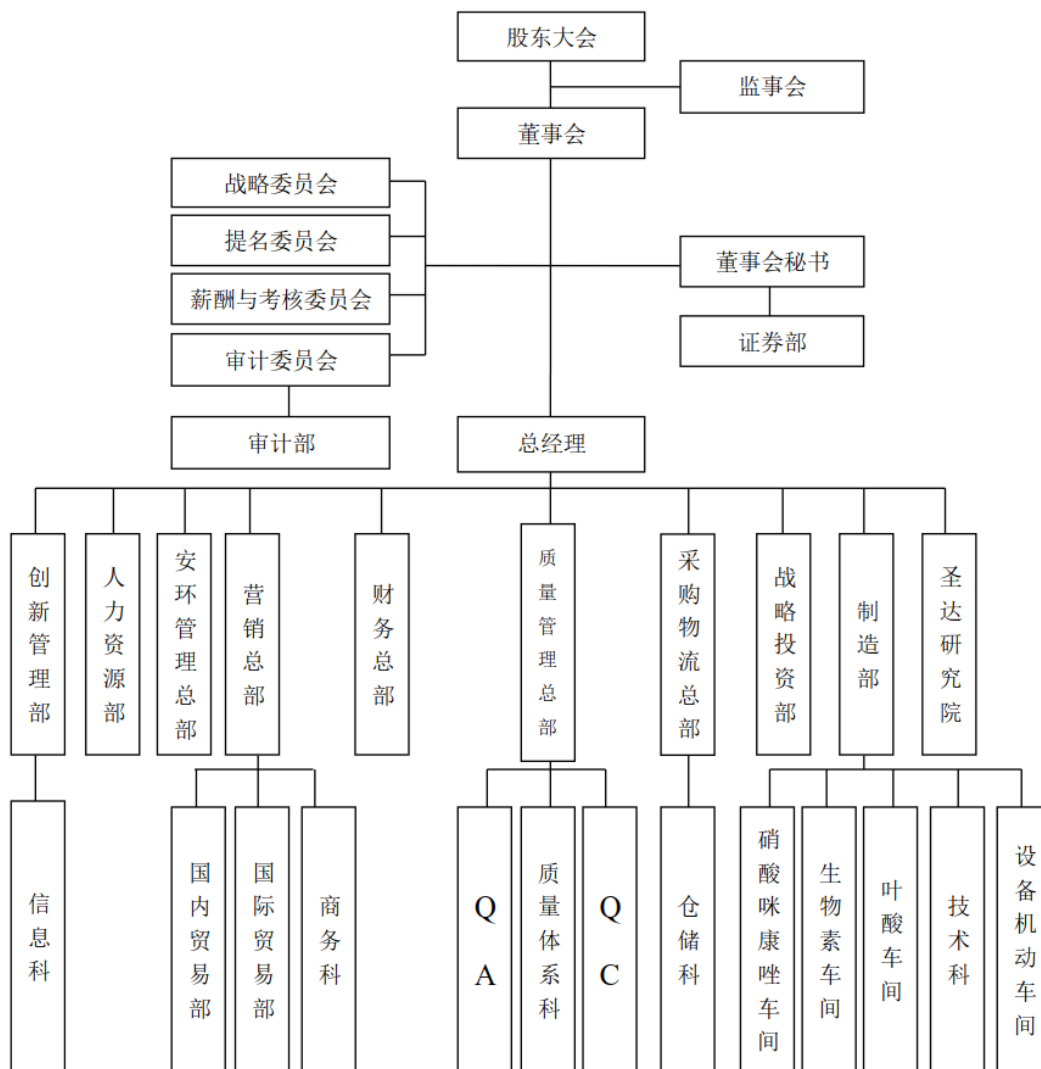 股东大会
监事会
董事会
战略委员会
提名委员会
董事会秘书
薪酬与考核委员会
证券部
审计委员会
审计部
总经理
创新管理部
人力资源部
安环管理总部
营销总部
财务总部
质量管理总部
采购物流总部
战略投资部
制造部
圣达研究院
信息科
国内贸易部
国际贸易部
商务科
QA
质量体系科
QC
仓储科
硝酸咪康唑车间
生物素车间
叶酸车间
技术科
设备机动车间